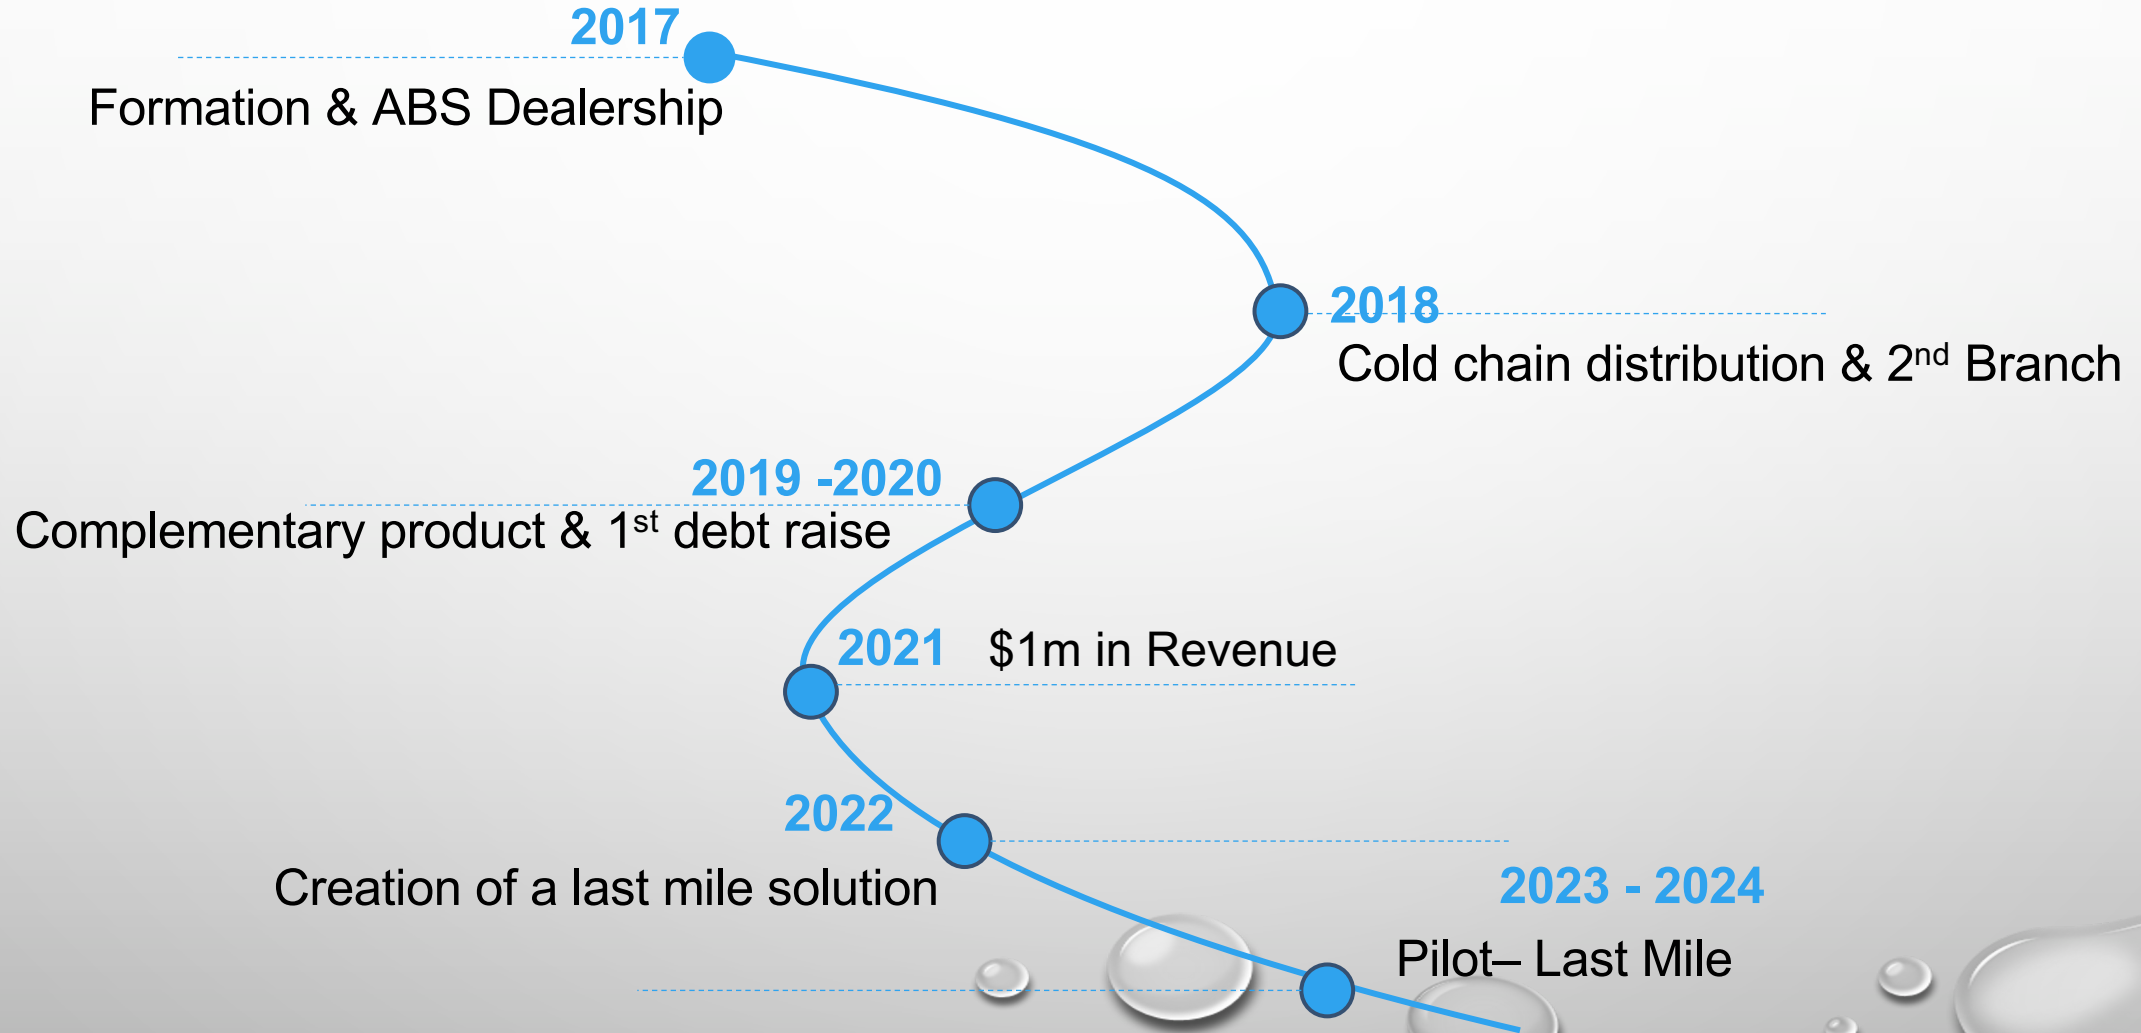 2017
Formation & ABS Dealership
2018
Cold chain distribution & 2nd Branch
2019 -2020
Complementary product & 1st debt raise
2021 $1m in Revenue
2022
Creation of a last mile solution
2023 - 2024
Pilot– Last Mile